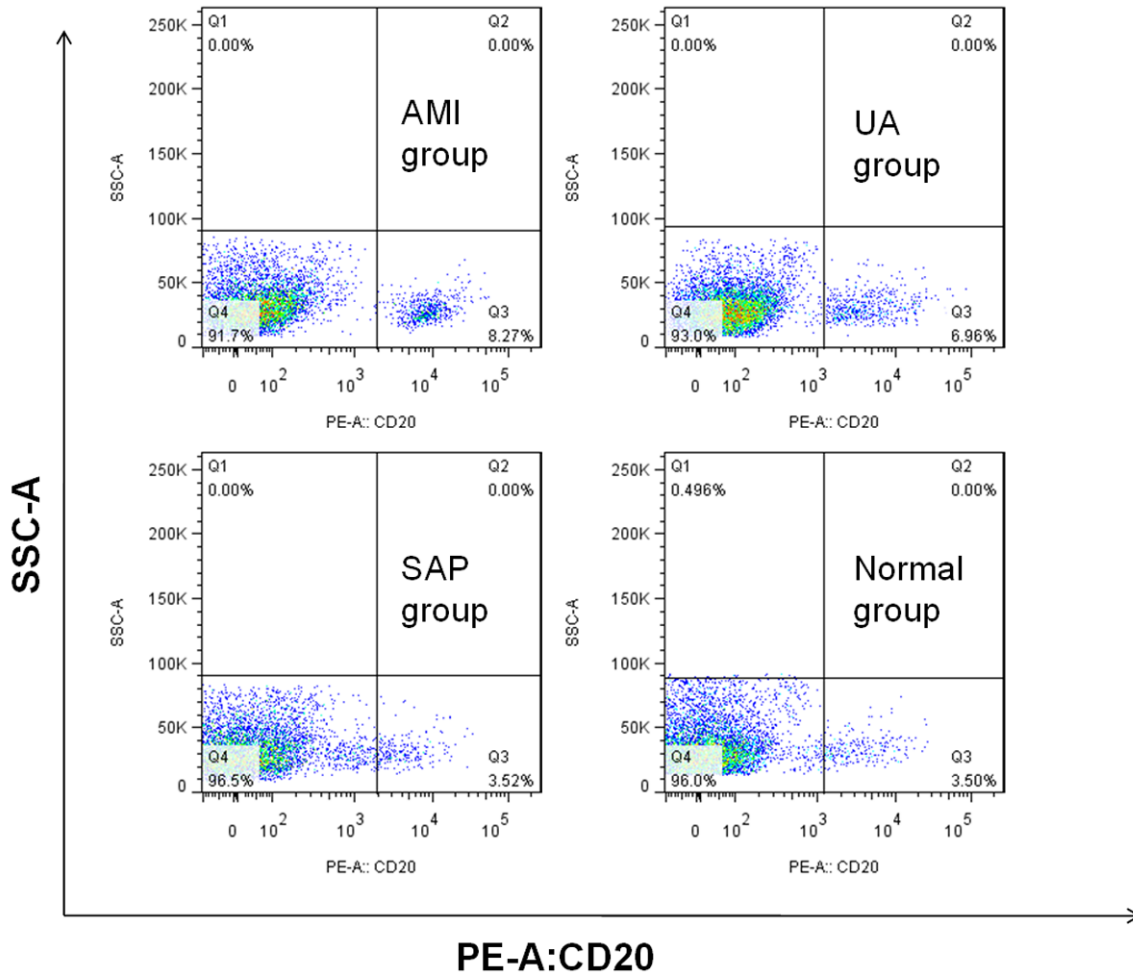 SSC-A
250K
200K
150K
100K
50K
0
Q1
0.00%
Q2
0.00%
AMI
group
Q4
91.7%
Q3
8.27%
0 10² 10³ 10⁴ 10⁵
PE-A:: CD20
SSC-A
250K
200K
150K
100K
50K
0
Q1
0.00%
Q2
0.00%
UA
group
Q4
93.0%
Q3
6.96%
0 10² 10³ 10⁴ 10⁵
PE-A:: CD20
SSC-A
250K
200K
150K
100K
50K
0
Q1
0.00%
Q2
0.00%
SAP
group
Q4
96.5%
Q3
3.52%
0 10² 10³ 10⁴ 10⁵
PE-A:: CD20
SSC-A
250K
200K
150K
100K
50K
0
Q1
0.496%
Q2
0.00%
Normal
group
Q4
96.0%
Q3
3.50%
0 10² 10³ 10⁴ 10⁵
PE-A:: CD20
SSC-A
PE-A:CD20